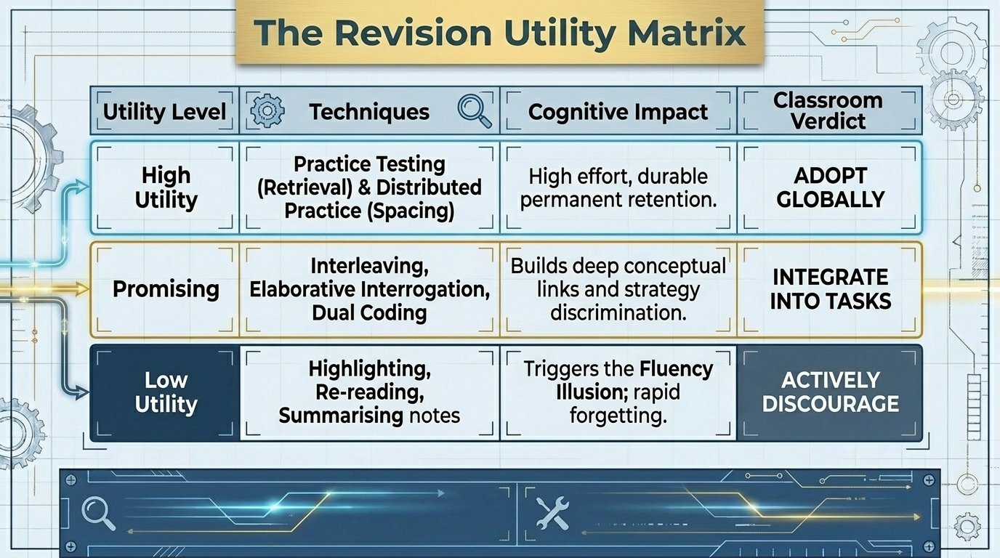 The Revision Utility Matrix
Utility Level
Techniques
Cognitive Impact
Classroom
Verdict
High
Utility
Practice Testing
(Retrieval) & Distributed
Practice (Spacing)
High effort, durable
permanent retention.
ADOPT
GLOBALLY
Promising
Interleaving,
Elaborative Interrogation,
Dual Coding
Builds deep conceptual
links and strategy
discrimination.
INTEGRATE
INTO TASKS
Low
Utility
Highlighting,
Re-reading,
Summarising notes
Triggers the Fluency
Illusion; rapid
forgetting.
ACTIVELY
DISCOURAGE